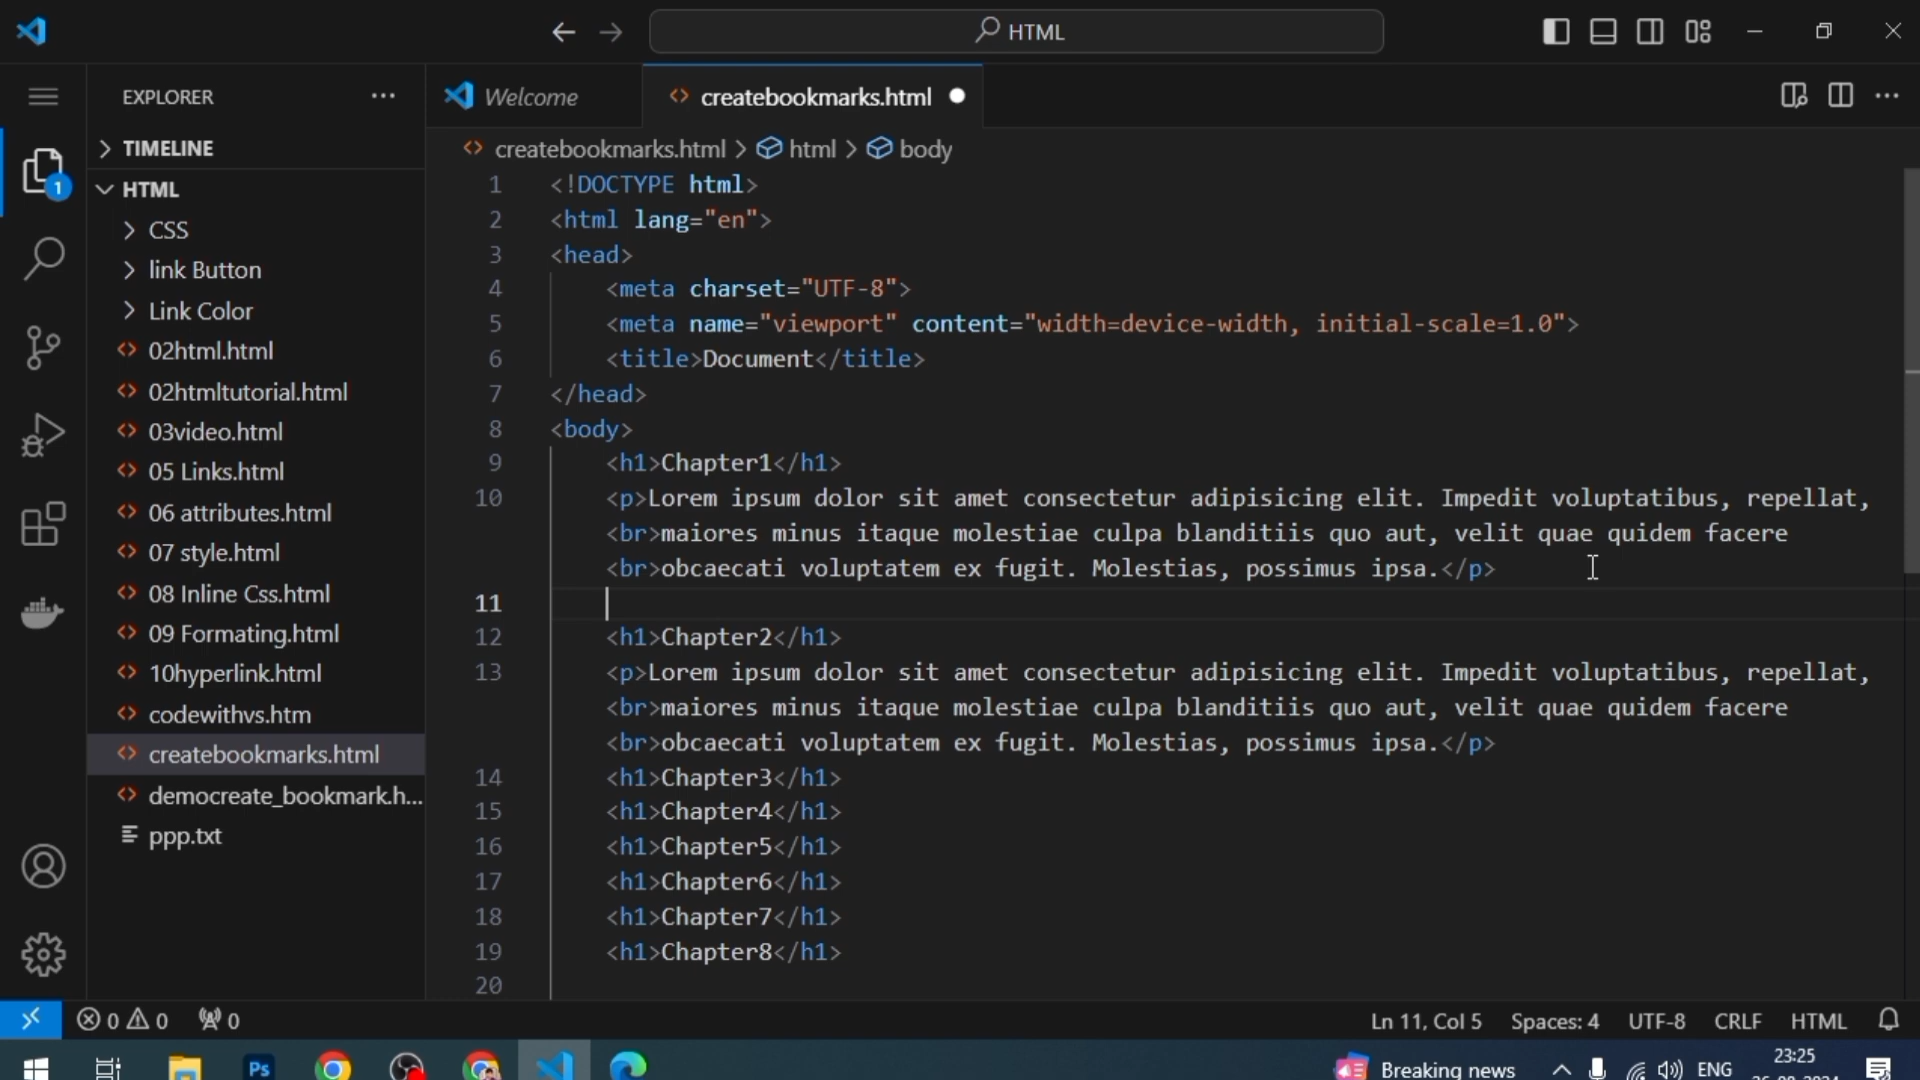 HTML
EXPLORER
Welcome
createbookmarks.html
TIMELINE
HTML
CSS
link Button
Link Color
02html.html
02htmltutorial.html
03video.html
05 Links.html
06 attributes.html
07 style.html
08 Inline Css.html
09 Formating.html
10hyperlink.html
codewithvs.htm
createbookmarks.html
democreate_bookmark.h...
ppp.txt
1
createbookmarks.html > html > body
1 <!DOCTYPE html>
2 <html lang="en">
3 <head>
4 <meta charset="UTF-8">
5 <meta name="viewport" content="width=device-width, initial-scale=1.0">
6 <title>Document</title>
7 </head>
8 <body>
9 <h1>Chapter1</h1>
10 <p>Lorem ipsum dolor sit amet consectetur adipisicing elit. Impedit voluptatibus, repellat,
<br>maiores minus itaque molestiae culpa blanditiis quo aut, velit quae quidem facere
<br>obcaecati voluptatem ex fugit. Molestias, possimus ipsa.</p>
11
12 <h1>Chapter2</h1>
13 <p>Lorem ipsum dolor sit amet consectetur adipisicing elit. Impedit voluptatibus, repellat,
<br>maiores minus itaque molestiae culpa blanditiis quo aut, velit quae quidem facere
<br>obcaecati voluptatem ex fugit. Molestias, possimus ipsa.</p>
14 <h1>Chapter3</h1>
15 <h1>Chapter4</h1>
16 <h1>Chapter5</h1>
17 <h1>Chapter6</h1>
18 <h1>Chapter7</h1>
19 <h1>Chapter8</h1>
20
0 0 0
Ln 11, Col 5 Spaces: 4 UTF-8 CRLF HTML
Ps
Breaking news
ENG
23:25